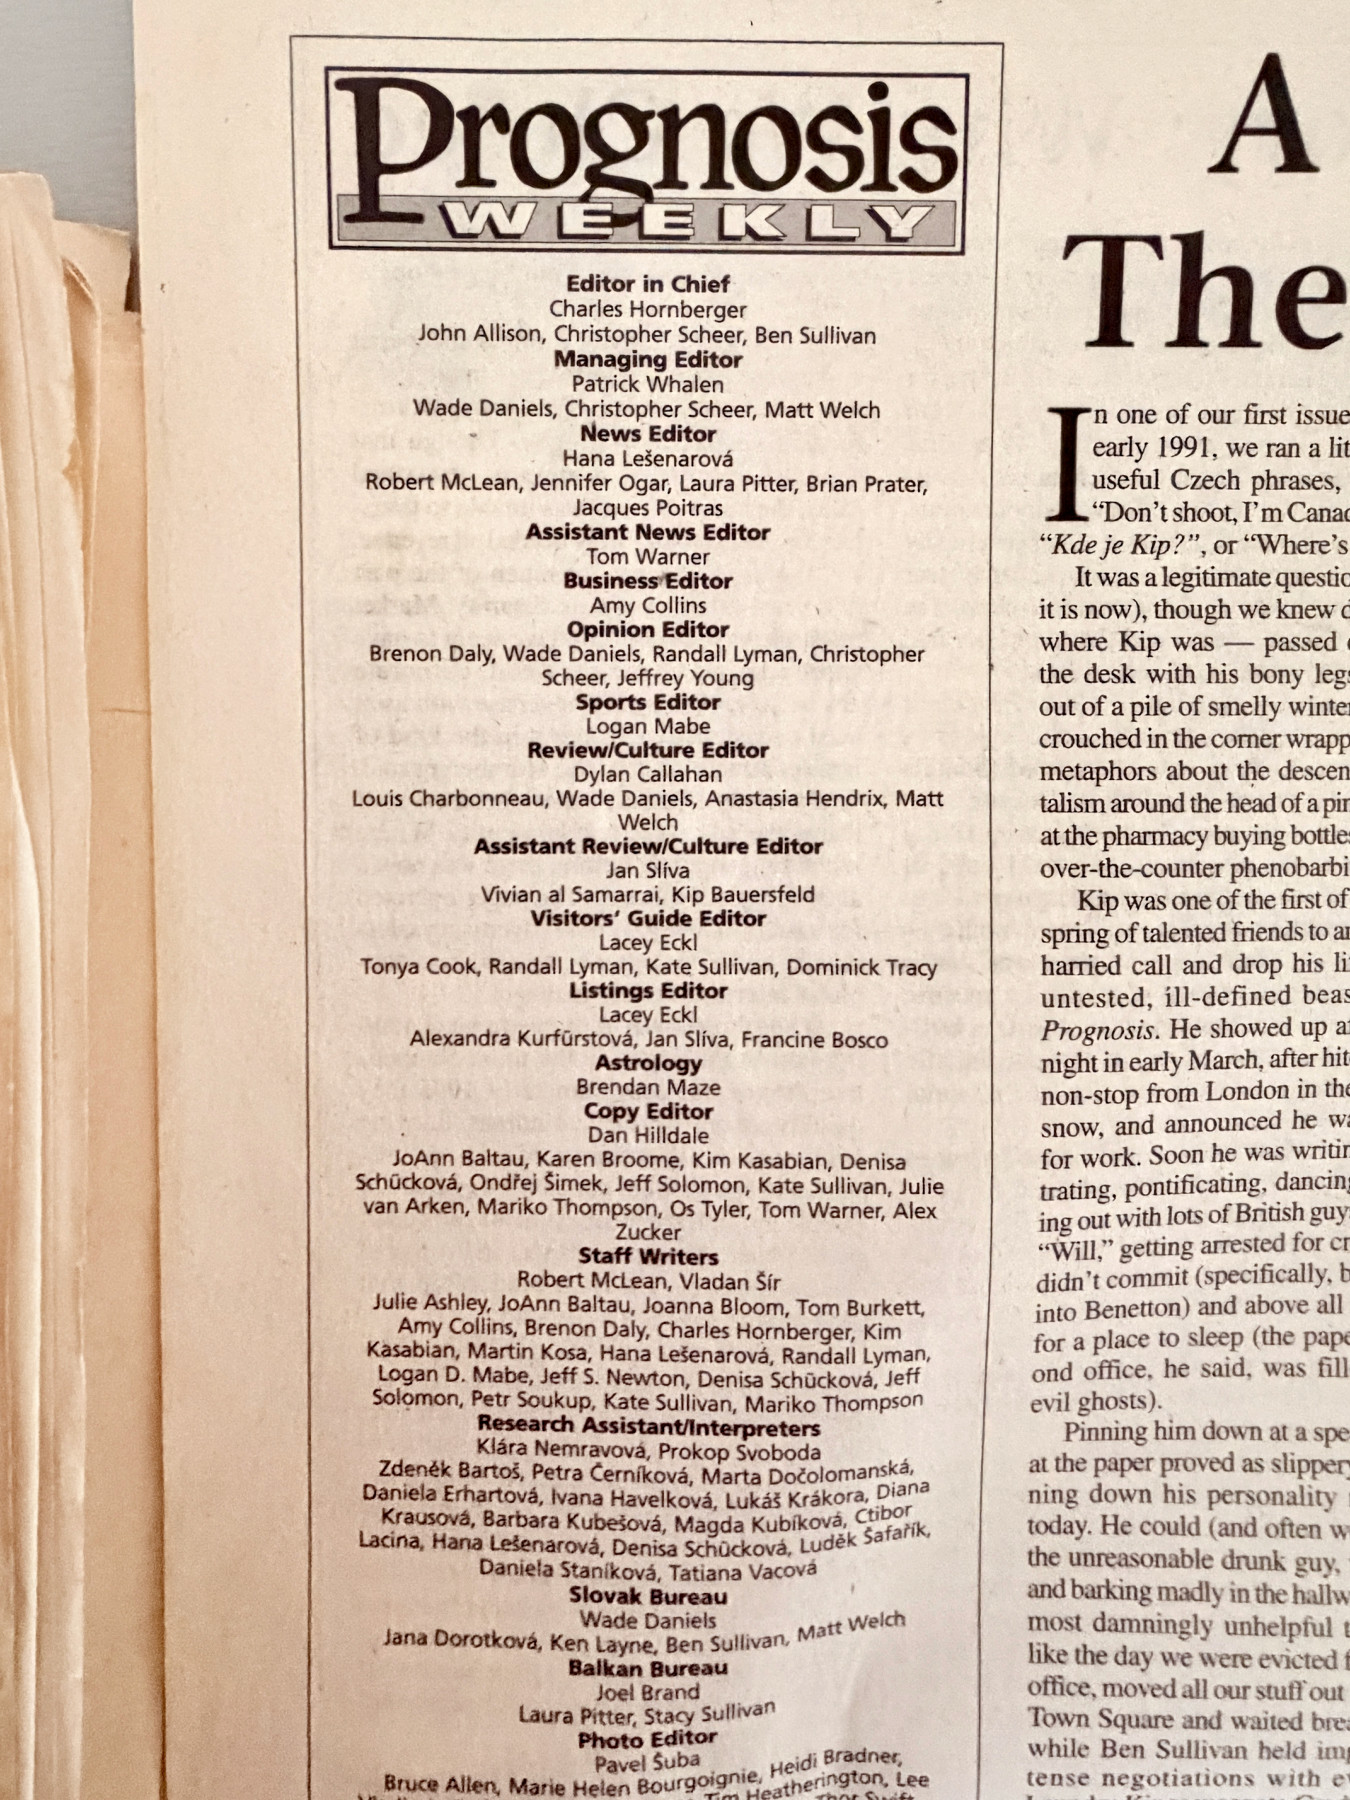 Prognosis
WEEKLY
Editor in Chief
Charles Hornberger
John Allison, Christopher Scheer, Ben Sullivan
Managing Editor
Patrick Whalen
Wade Daniels, Christopher Scheer, Matt Welch
News Editor
Hana Lešenarová
Robert McLean, Jennifer Ogar, Laura Pitter, Brian Prater,
Jacques Poitras
Assistant News Editor
Tom Warner
Business Editor
Amy Collins
Opinion Editor
Brenon Daly, Wade Daniels, Randall Lyman, Christopher
Scheer, Jeffrey Young
Sports Editor
Logan Mabe
Review/Culture Editor
Dylan Callahan
Louis Charbonneau, Wade Daniels, Anastasia Hendrix, Matt
Welch
Assistant Review/Culture Editor
Jan Slíva
Vivian al Samarrai, Kip Bauersfeld
Visitors' Guide Editor
Lacey Eckl
Tonya Cook, Randall Lyman, Kate Sullivan, Dominick Tracy
Listings Editor
Lacey Eckl
Alexandra Kurfürstová, Jan Slíva, Francine Bosco
Astrology
Brendan Maze
Copy Editor
Dan Hilldale
JoAnn Baltau, Karen Broome, Kim Kasabian, Denisa
Schücková, Ondřej Šimek, Jeff Solomon, Kate Sullivan, Julie
van Arken, Mariko Thompson, Os Tyler, Tom Warner, Alex
Zucker
Staff Writers
Robert McLean, Vladan Šír
Julie Ashley, JoAnn Baltau, Joanna Bloom, Tom Burkett,
Amy Collins, Brenon Daly, Charles Hornberger, Kim
Kasabian, Martin Kosa, Hana Lešenarová, Randall Lyman,
Logan D. Mabe, Jeff S. Newton, Denisa Schücková, Jeff
Solomon, Petr Soukup, Kate Sullivan, Mariko Thompson
Research Assistant/Interpreters
Klára Nemravová, Prokop Svoboda
Zdeněk Bartoš, Petra Černíková, Marta Dočolomanská,
Daniela Erhartová, Ivana Havelková, Lukáš Krákora, Diana
Krausová, Barbara Kubešová, Magda Kubíková, Ctibor
Lacina, Hana Lešenarová, Denisa Schücková, Luděk Šafařík,
Daniela Staníková, Tatiana Vacová
Slovak Bureau
Wade Daniels
Jana Dorotková, Ken Layne, Ben Sullivan, Matt Welch
Balkan Bureau
Joel Brand
Laura Pitter, Stacy Sullivan
Photo Editor
Pavel Šuba
Bruce Allen, Marie Helen Bourgoignie, Heidi Bradner,
Tim Heatherington, Lee
A
The
In one of our first issue
early 1991, we ran a lit
useful Czech phrases,
"Don't shoot, I'm Canad
"Kde je Kip?", or "Where's
It was a legitimate questio
it is now), though we knew
where Kip was — passed
the desk with his bony legs
out of a pile of smelly winter
crouched in the corner wrapp
metaphors about the descen
talism around the head of a pin
at the pharmacy buying bottles
over-the-counter phenobarbi
Kip was one of the first of
spring of talented friends to
harried call and drop his
untested, ill-defined beas
Prognosis. He showed up
night in early March, after
non-stop from London in the
snow, and announced he
for work. Soon he was writin
trating, pontificating, dancing
ing out with lots of British guy
"Will," getting arrested for
didn't commit (specifically,
into Benetton) and above all
for a place to sleep (the pape
ond office, he said, was fill
evil ghosts).
Pinning him down at a spe
at the paper proved as slippery
ning down his personality
today. He could (and often
the unreasonable drunk guy,
and barking madly in the hallw
most damningly unhelpful
like the day we were evicted
office, moved all our stuff out
Town Square and waited
while Ben Sullivan held
tense negotiations with